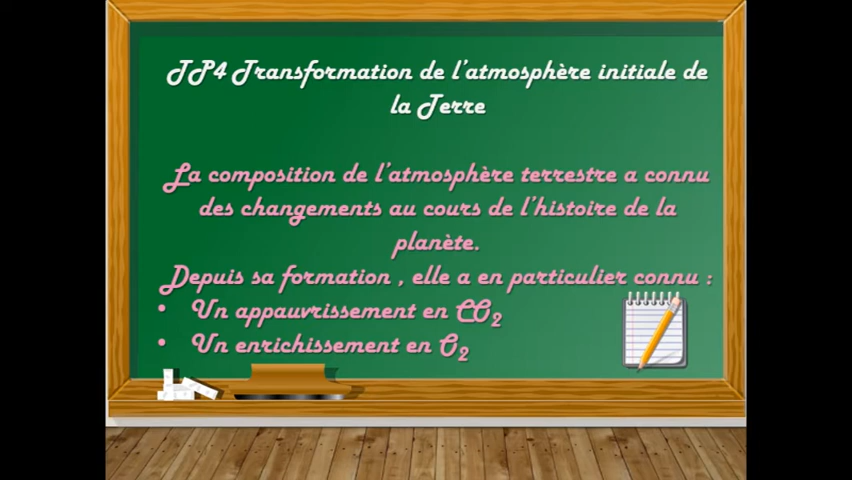 TP4 Transformation de l'atmosphère initiale de
la Terre
La composition de l'atmosphère terrestre a connu
des changements au cours de l'histoire de la
planète.
Depuis sa formation , elle a en particulier connu :
• Un appauvrissement en CO2
• Un enrichissement en O2